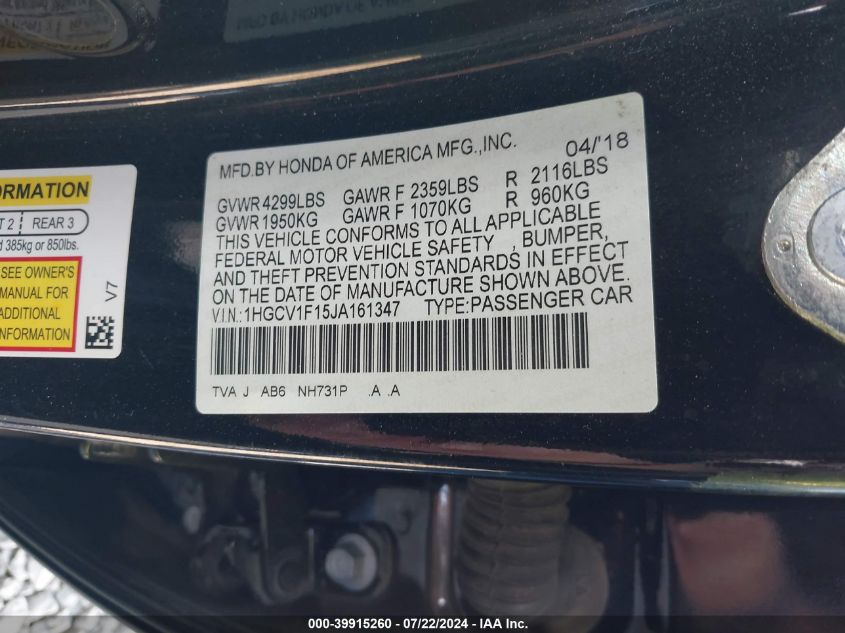 MFD.BY HONDA OF AMERICA MFG.,INC. 04/'18
GVWR 4299LBS GAWR F 2359LBS R 2116LBS
GVWR 1950KG GAWR F 1070KG R 960KG
THIS VEHICLE CONFORMS TO ALL APPLICABLE
FEDERAL MOTOR VEHICLE SAFETY , BUMPER,
AND THEFT PREVENTION STANDARDS IN EFFECT
ON THE DATE OF MANUFACTURE SHOWN ABOVE.
V.I.N.:1HGCV1F15JA161347 TYPE:PASSENGER CAR
TVA J AB6 NH731P .A .A
ORMATION
T 2 REAR 3
d 385kg or 850lbs.
SEE OWNER'S
MANUAL FOR
ADDITIONAL
INFORMATION
V7
000-39915260 - 07/22/2024 - IAA Inc.